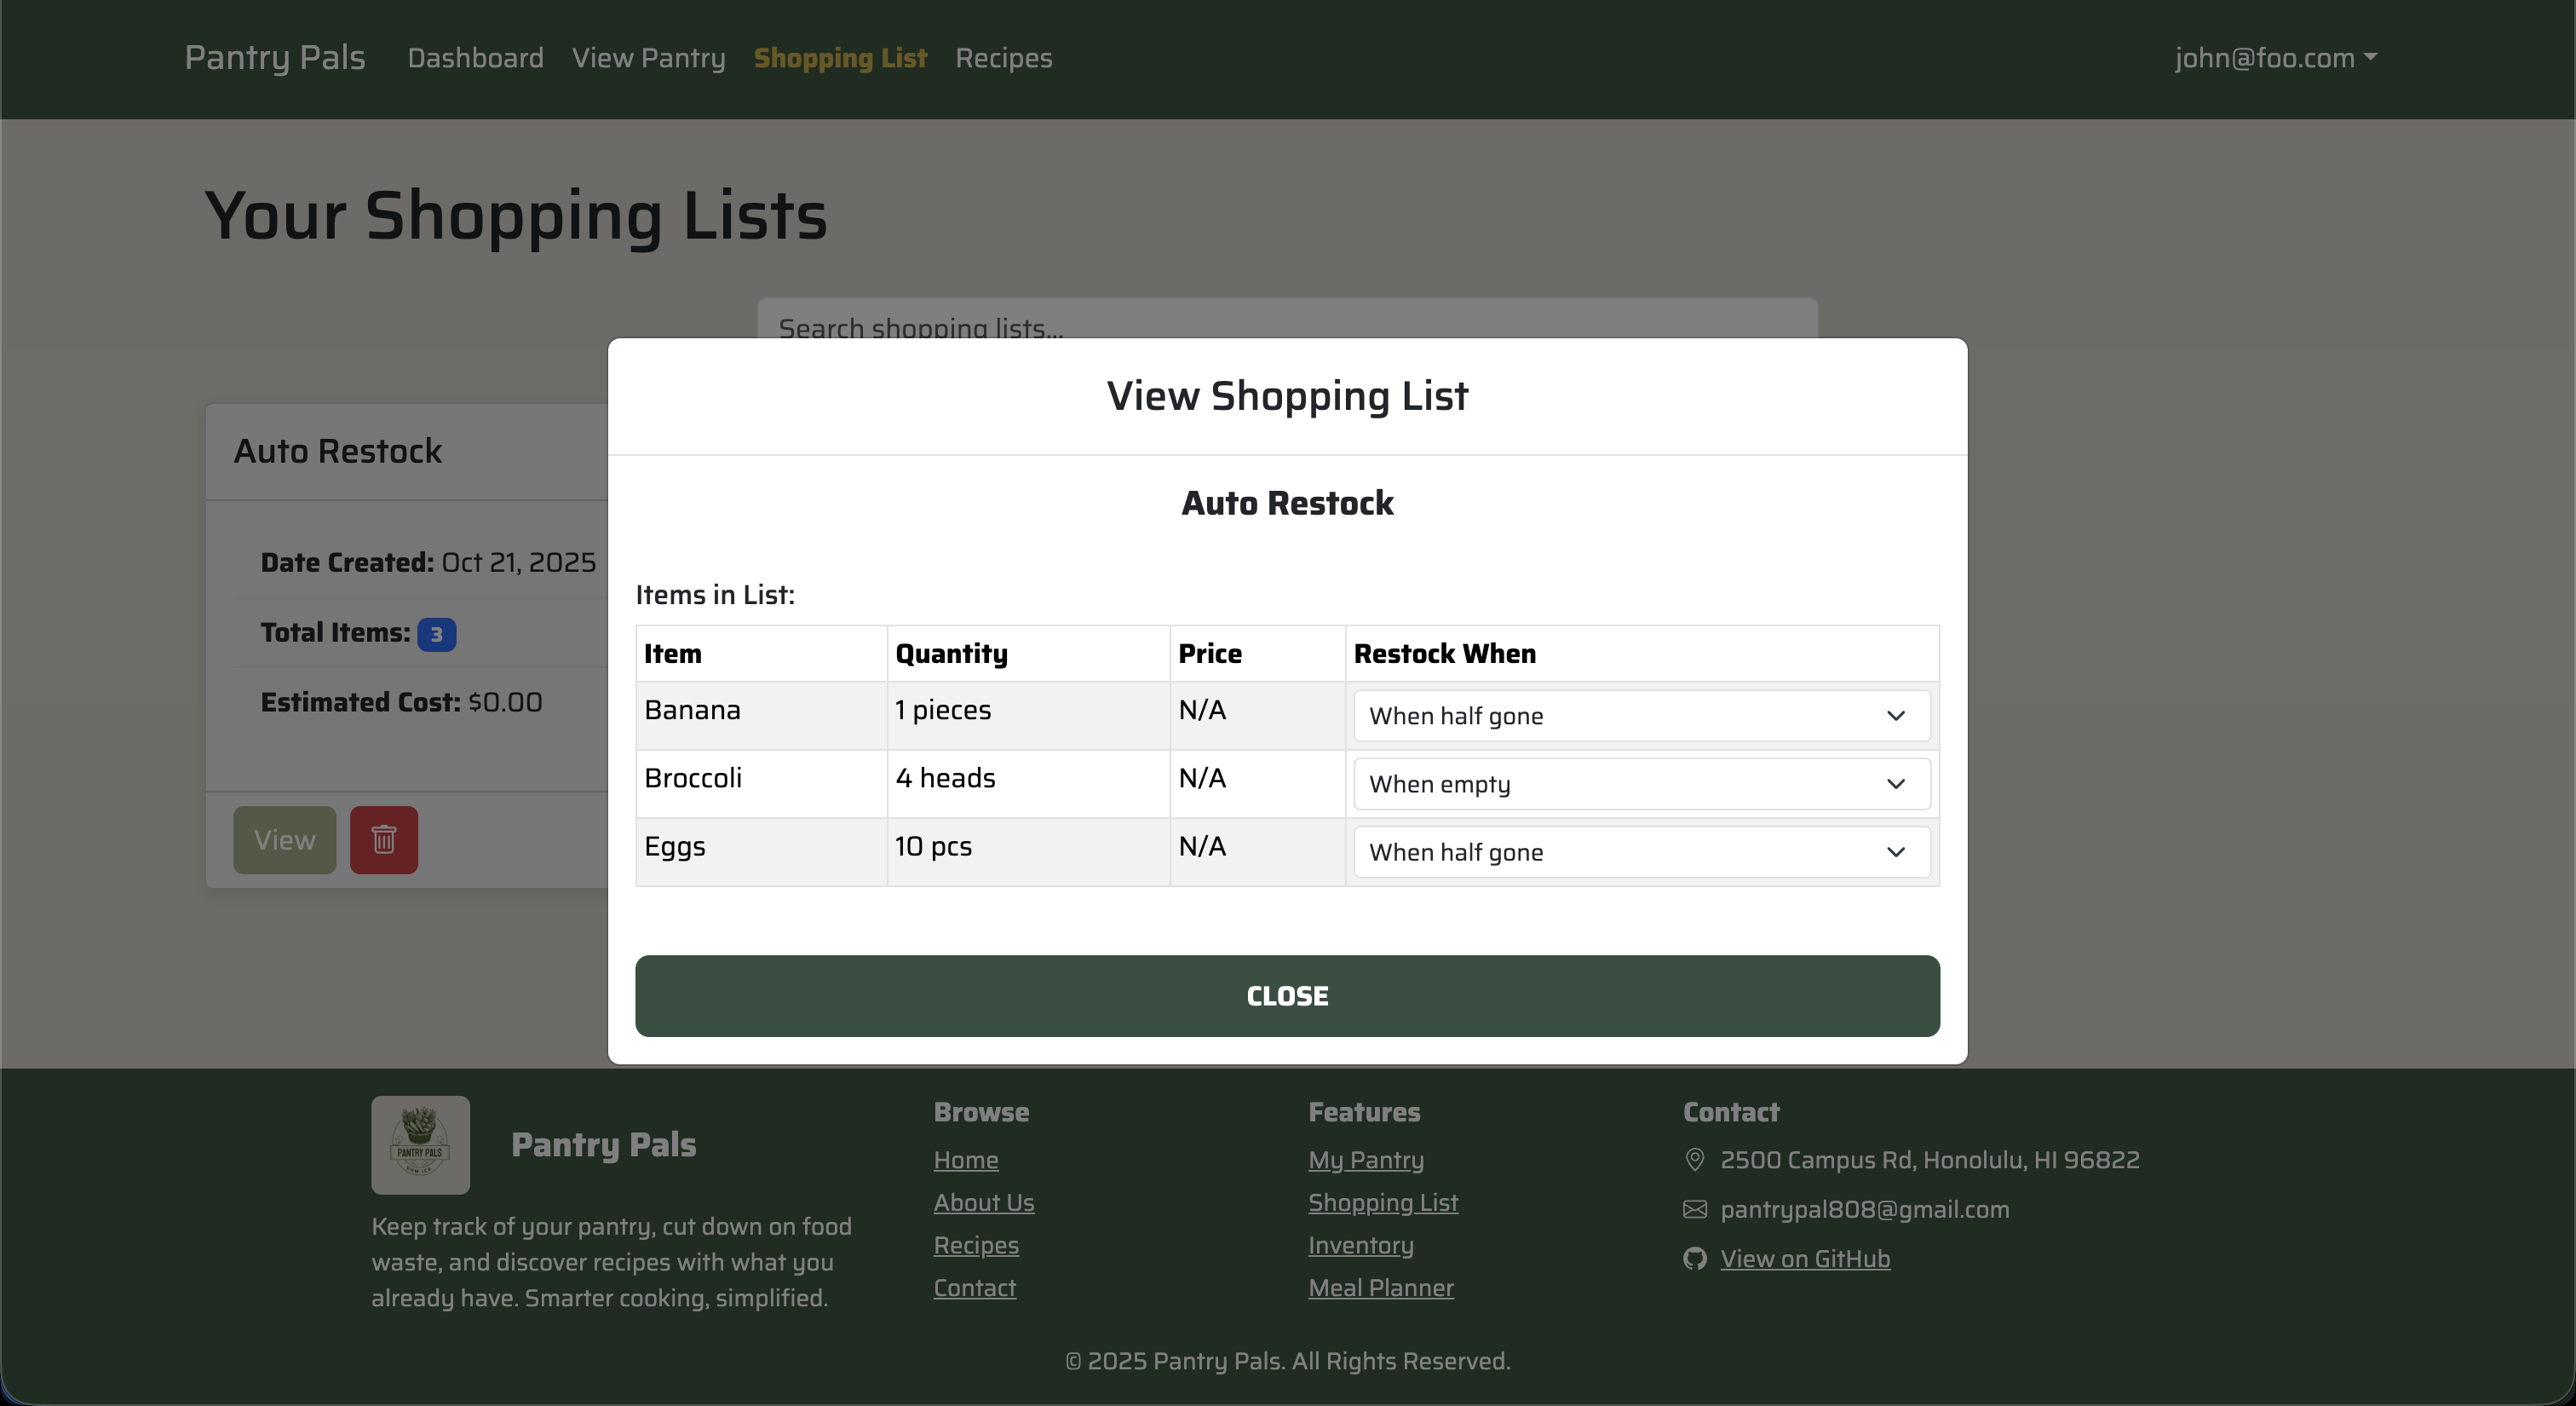 Pantry Pals Dashboard View Pantry Shopping List Recipes john@foo.com
Your Shopping Lists
Search shopping lists...
View Shopping List
Auto Restock
Auto Restock
Date Created: Oct 21, 2025
Total Items: 3
Estimated Cost: $0.00
View
Items in List:
Item Quantity Price Restock When
Banana 1 pieces N/A When half gone
Broccoli 4 heads N/A When empty
Eggs 10 pcs N/A When half gone
CLOSE
PANTRY PALS
Pantry Pals
Keep track of your pantry, cut down on food
waste, and discover recipes with what you
already have. Smarter cooking, simplified.
Browse
Home
About Us
Recipes
Contact
Features
My Pantry
Shopping List
Inventory
Meal Planner
Contact
2500 Campus Rd, Honolulu, HI 96822
pantrypal808@gmail.com
View on GitHub
© 2025 Pantry Pals. All Rights Reserved.